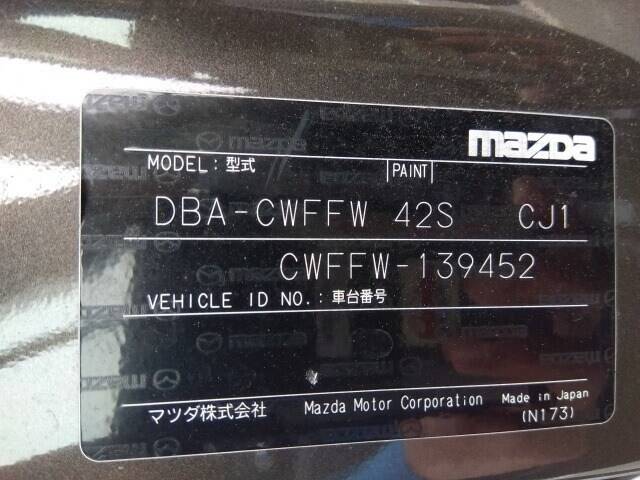 mazda
MODEL: 型式 PAINT
DBA-CWFFW 42S CJ1
CWFFW-139452
VEHICLE ID NO.: 車台番号
マツダ株式会社 Mazda Motor Corporation Made in Japan
(N173)